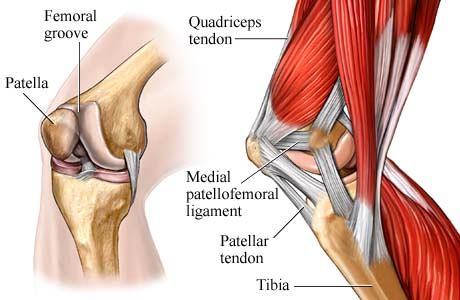 Femoral
groove
Patella
Quadriceps
tendon
Medial
patellofemoral
ligament
Patellar
tendon
Tibia